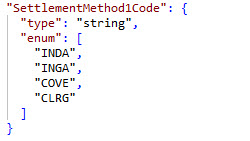 "SettlementMethod1Code": {
  "type": "string",
  "enum": [
    "INDA",
    "INGA",
    "COVE",
    "CLRG"
  ]
}